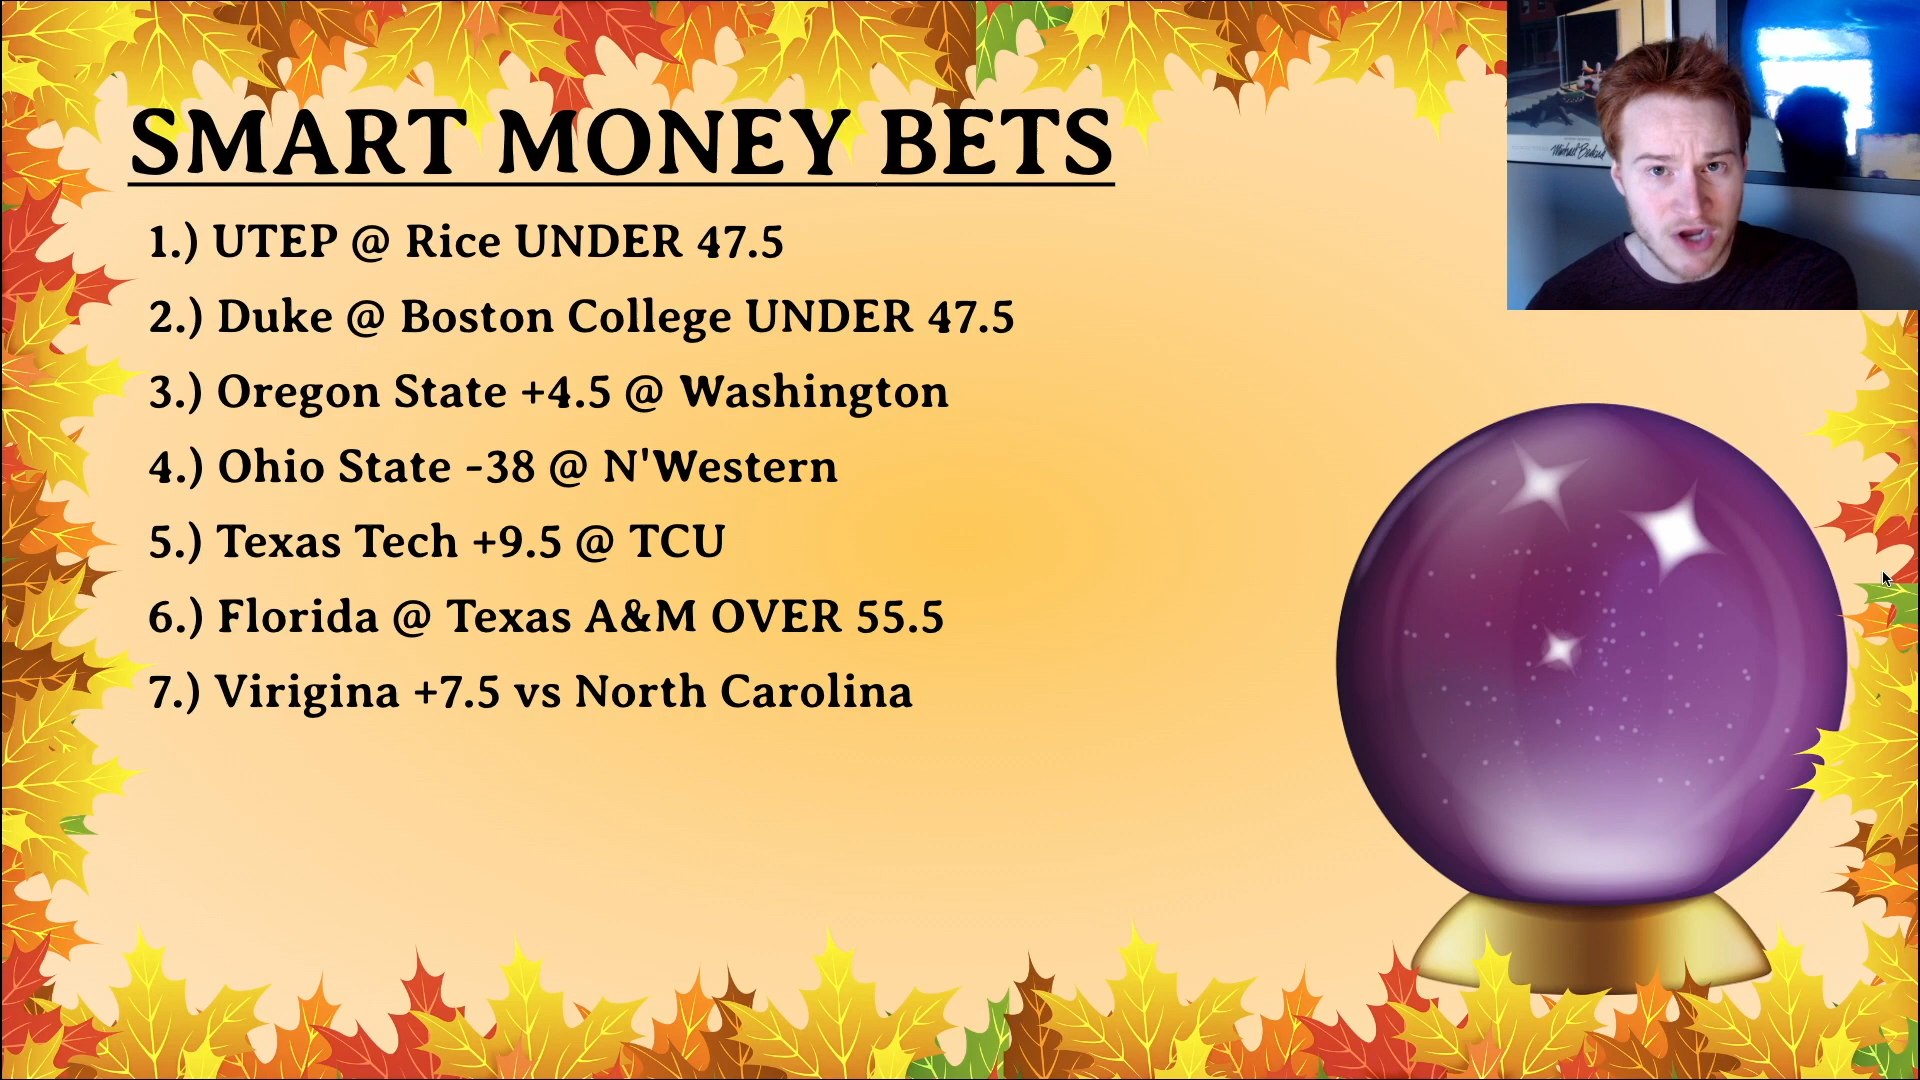 SMART MONEY BETS
1.) UTEP @ Rice UNDER 47.5
2.) Duke @ Boston College UNDER 47.5
3.) Oregon State +4.5 @ Washington
4.) Ohio State -38 @ N'Western
5.) Texas Tech +9.5 @ TCU
6.) Florida @ Texas A&M OVER 55.5
7.) Virigina +7.5 vs North Carolina